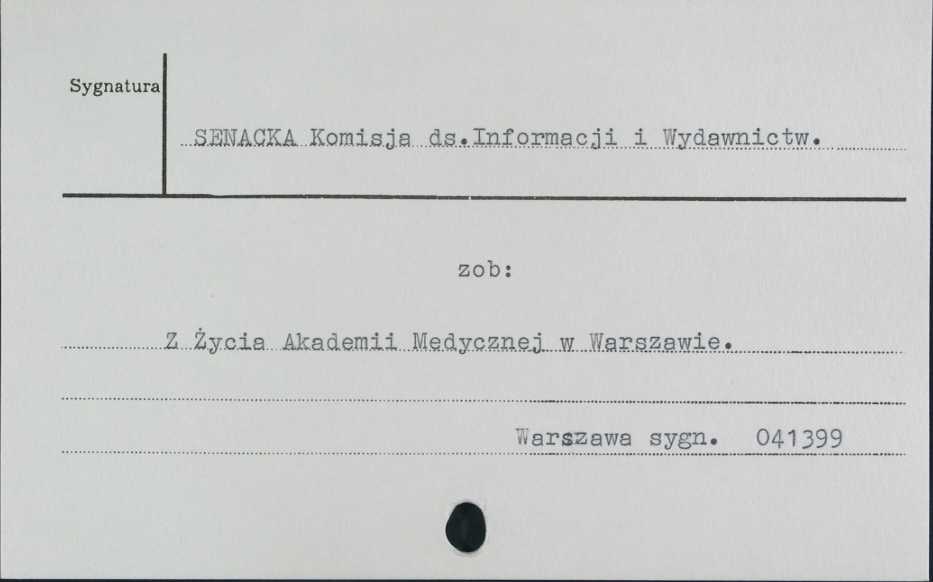 Sygnatura
SENACKA Komisja ds.Informacji i Wydawnictw.
zob:
Z Życia Akademii Medycznej w Warszawie.
Warszawa sygn. 041399